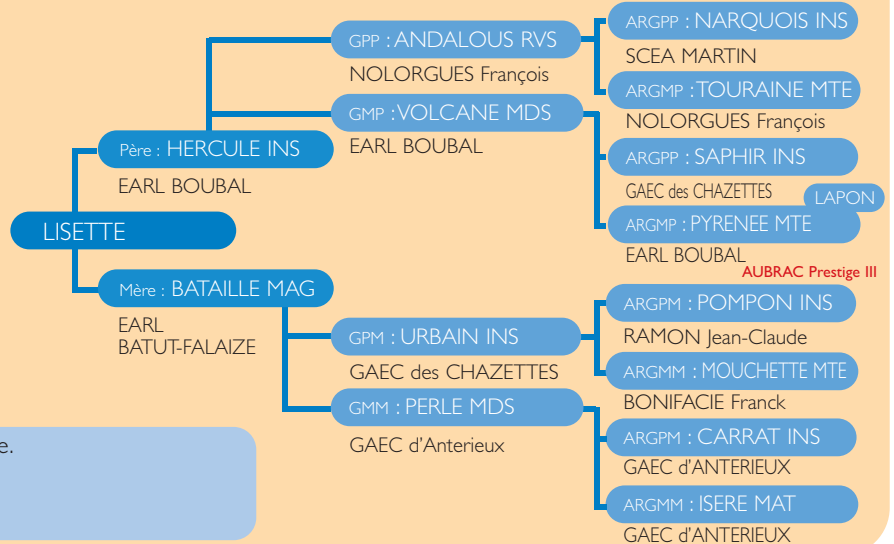 GPP : ANDALOUS RVS
NOLORGUES François
GMP : VOLCANE MDS
EARL BOUBAL
ARGPP : NARQUOIS INS
SCEA MARTIN
ARGMP : TOURAINE MTE
NOLORGUES François
ARGPP : SAPHIR INS
GAEC des CHAZETTES
LAPON
ARGMP : PYRENEE MTE
EARL BOUBAL
AUBRAC Prestige III
Père : HERCULE INS
EARL BOUBAL
LISETTE
Mère : BATAILLE MAG
EARL
BATUT-FALAIZE
GPM : URBAIN INS
GAEC des CHAZETTES
GMM : PERLE MDS
GAEC d'Anterieux
ARGPM : POMPON INS
RAMON Jean-Claude
ARGMM : MOUCHETTE MTE
BONIFACIE Franck
ARGPM : CARRAT INS
GAEC d'ANTERIEUX
ARGMM : ISERE MAT
GAEC d'ANTERIEUX
e.